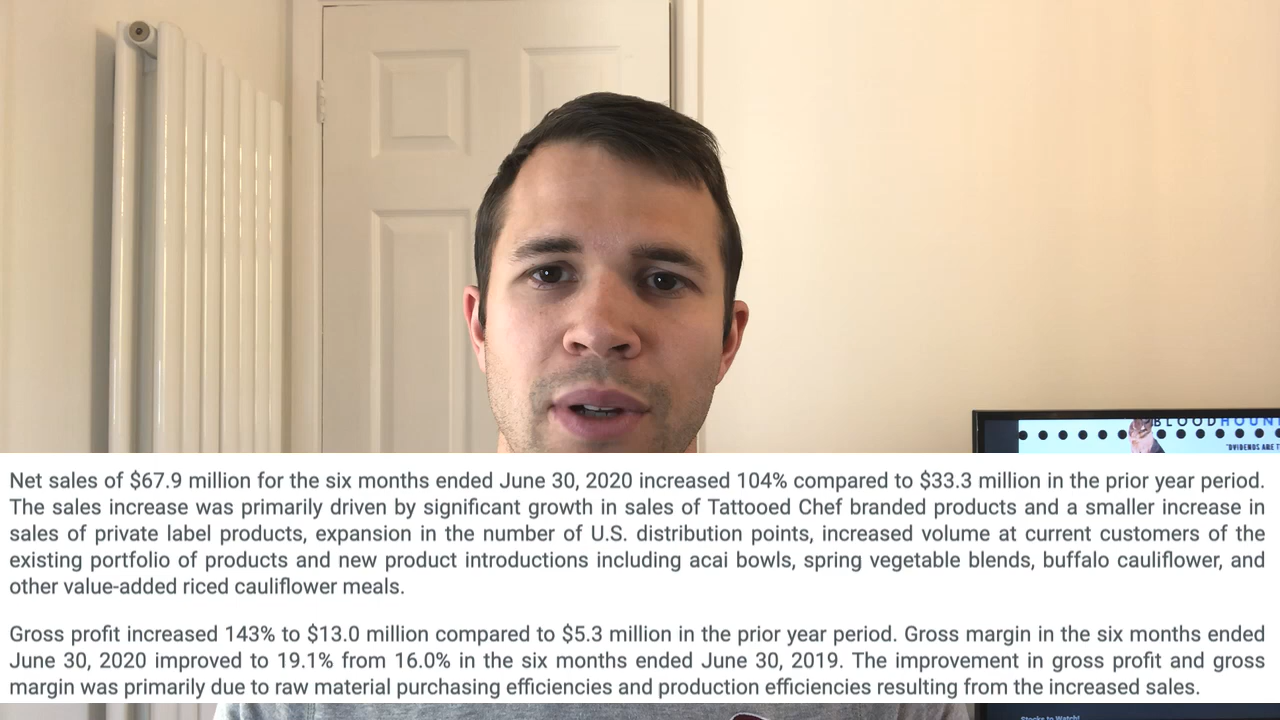 BLOODHOUN
"DVIDENDS ARE T
Net sales of $67.9 million for the six months ended June 30, 2020 increased 104% compared to $33.3 million in the prior year period.
The sales increase was primarily driven by significant growth in sales of Tattooed Chef branded products and a smaller increase in
sales of private label products, expansion in the number of U.S. distribution points, increased volume at current customers of the
existing portfolio of products and new product introductions including acai bowls, spring vegetable blends, buffalo cauliflower, and
other value-added riced cauliflower meals.
Gross profit increased 143% to $13.0 million compared to $5.3 million in the prior year period. Gross margin in the six months ended
June 30, 2020 improved to 19.1% from 16.0% in the six months ended June 30, 2019. The improvement in gross profit and gross
margin was primarily due to raw material purchasing efficiencies and production efficiencies resulting from the increased sales.
Stocks to Watch!